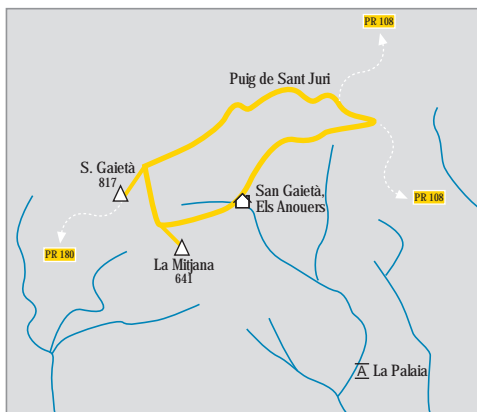 PR 108
Puig de Sant Juri
S. Gaietà
817
San Gaietà,
Els Anouers
PR 108
PR 180
La Mitjana
641
A La Palaia